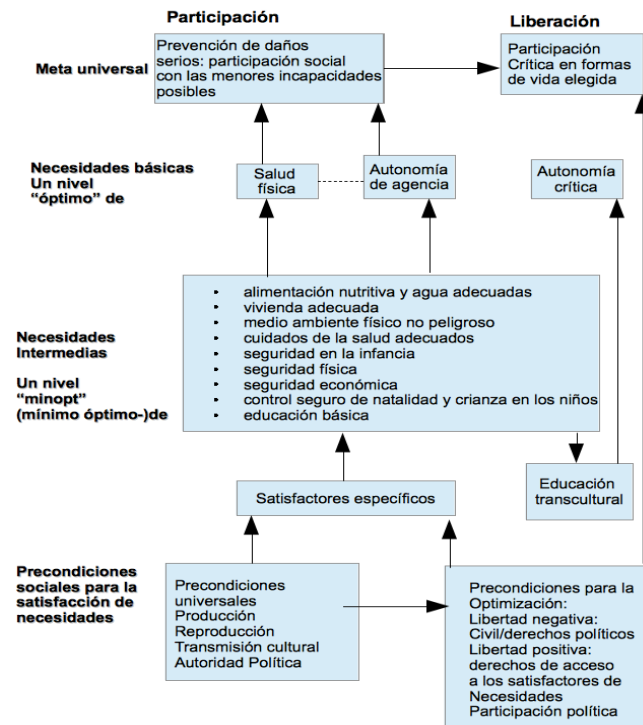 Participación
Liberación
Meta universal
Prevención de daños
serios: participación social
con las menores incapacidades
posibles
Participación
Crítica en formas
de vida elegida
Necesidades básicas
Un nivel
“óptimo” de
Salud
física
Autonomía
de agencia
Autonomía
crítica
Necesidades
Intermedias
Un nivel
“minopt”
(mínimo óptimo-)de
• alimentación nutritiva y agua adecuadas
• vivienda adecuada
• medio ambiente físico no peligroso
• cuidados de la salud adecuados
• seguridad en la infancia
• seguridad física
• seguridad económica
• control seguro de natalidad y crianza en los niños
• educación básica
Educación
transcultural
Satisfactores específicos
Precondiciones
sociales para la
satisfacción de
necesidades
Precondiciones
universales
Producción
Reproducción
Transmisión cultural
Autoridad Política
Precondiciones para la
Optimización:
Libertad negativa:
Civil/derechos políticos
Libertad positiva:
derechos de acceso
a los satisfactores de
Necesidades
Participación política